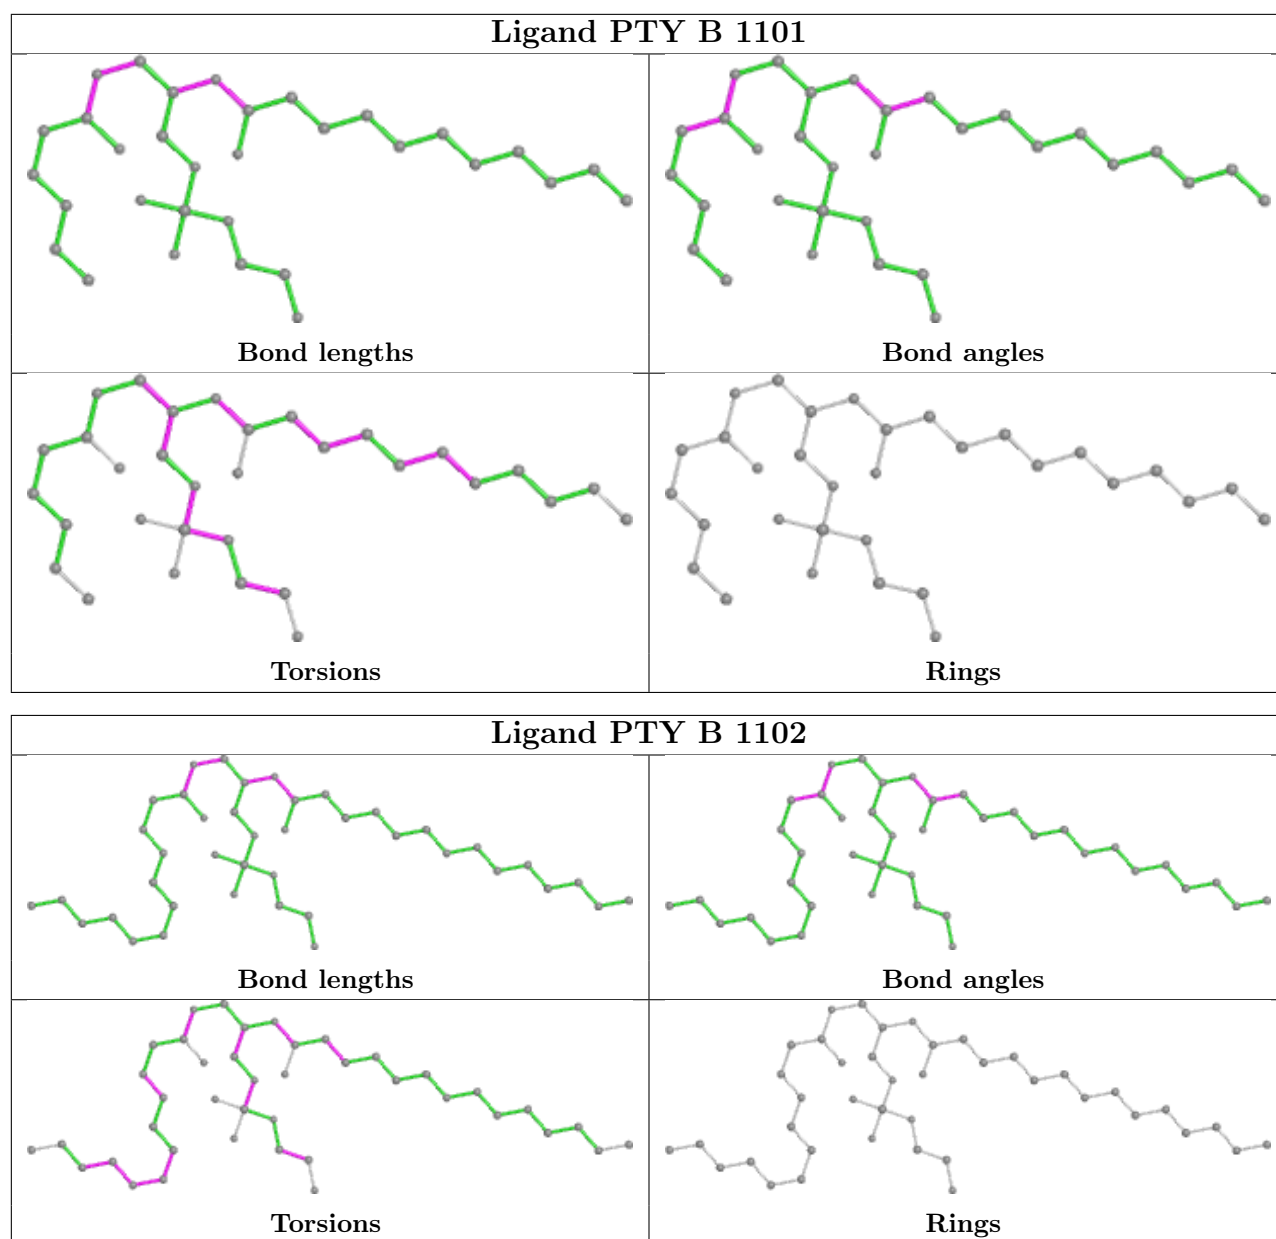 Ligand PTY B 1101
Bond lengths
Bond angles
Torsions
Rings
Ligand PTY B 1102
Bond lengths
Bond angles
Torsions
Rings